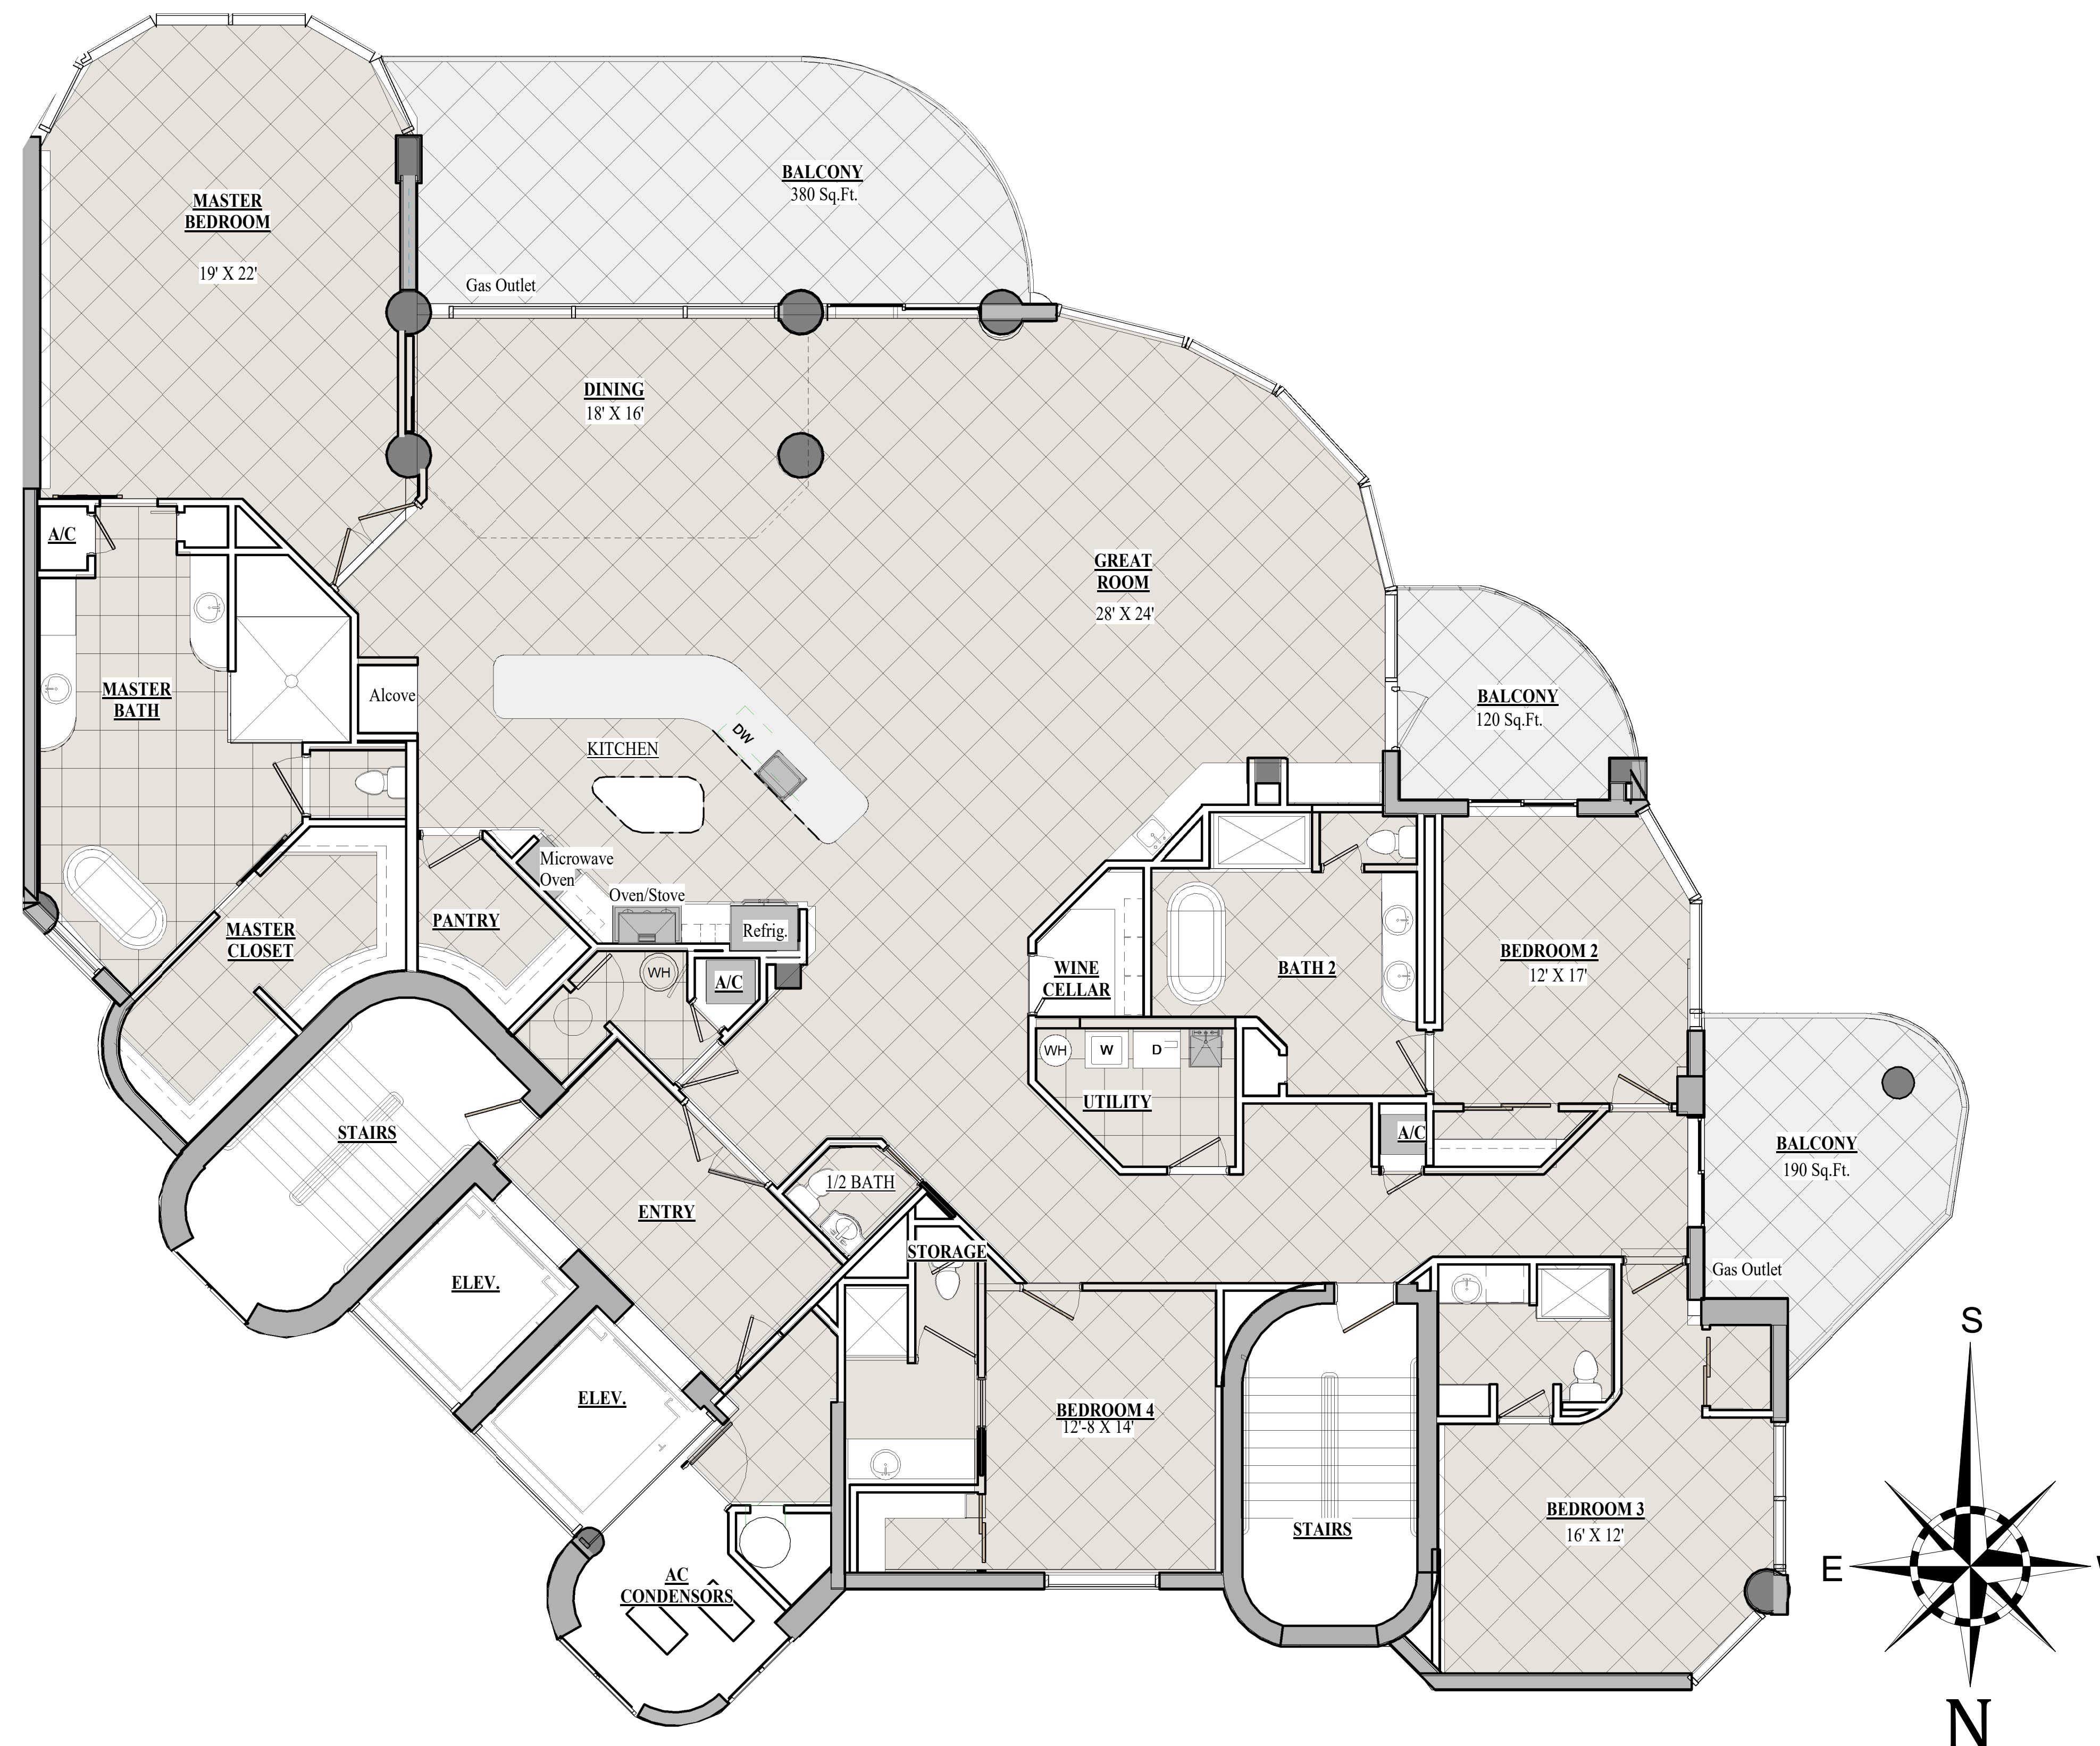 MASTER
BEDROOM
19' X 22'
BALCONY
380 Sq.Ft.
Gas Outlet
DINING
18' X 16'
A/C
GREAT
ROOM
28' X 24'
MASTER
BATH
Alcove
KITCHEN
DW
BALCONY
120 Sq.Ft.
Microwave
Oven
Oven/Stove
Refrig.
PANTRY
MASTER
CLOSET
WH
A/C
WINE
CELLAR
BATH 2
BEDROOM 2
12' X 17'
WH
W
D
UTILITY
A/C
STAIRS
BALCONY
190 Sq.Ft.
Gas Outlet
1/2 BATH
ENTRY
STORAGE
ELEV.
ELEV.
BEDROOM 4
12'-8 X 14'
STAIRS
BEDROOM 3
16' X 12'
AC
CONDENSÔRS
S
E
N